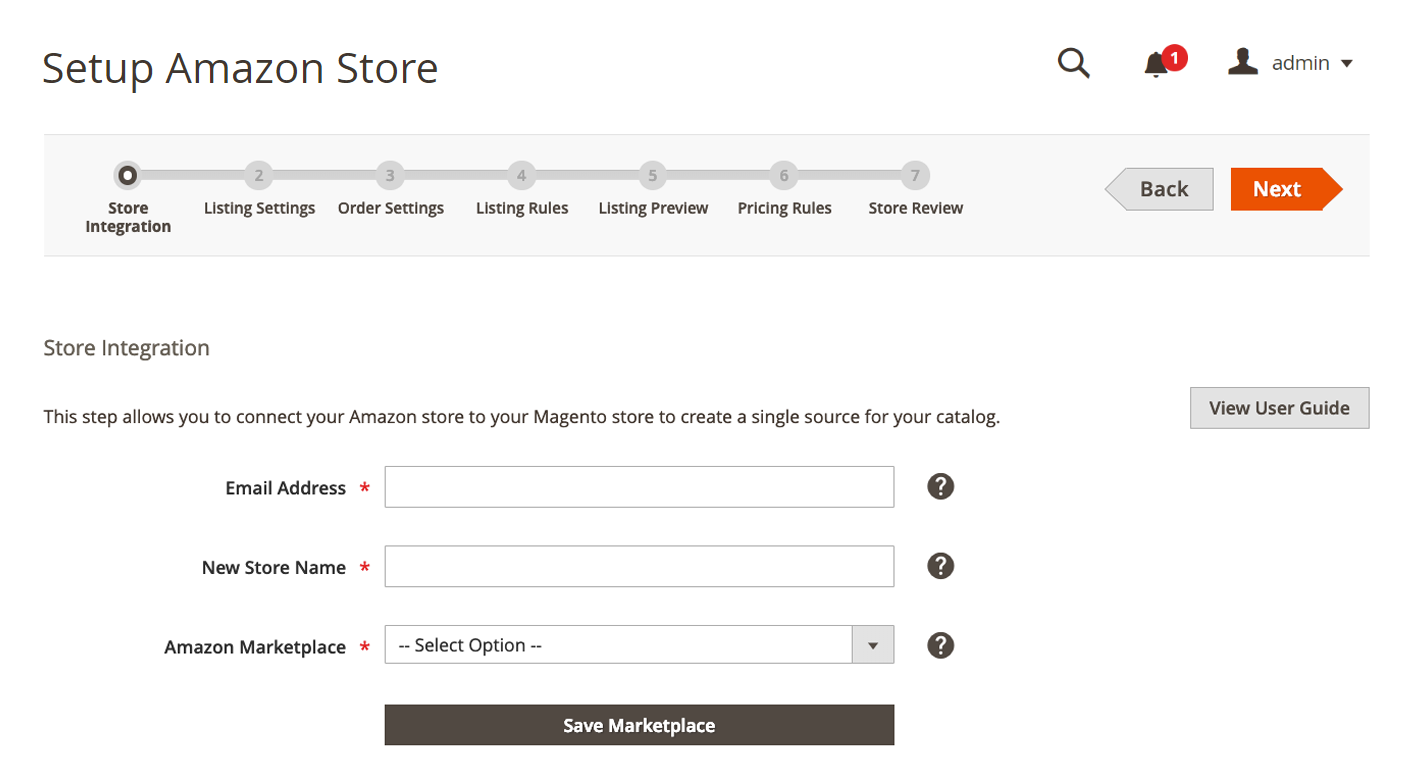 Setup Amazon Store
1
admin
2
3
4
5
6
7
Store
Integration
Listing Settings
Order Settings
Listing Rules
Listing Preview
Pricing Rules
Store Review
Back
Next
Store Integration
This step allows you to connect your Amazon store to your Magento store to create a single source for your catalog.
View User Guide
Email Address *
?
New Store Name *
?
Amazon Marketplace *
-- Select Option --
?
Save Marketplace